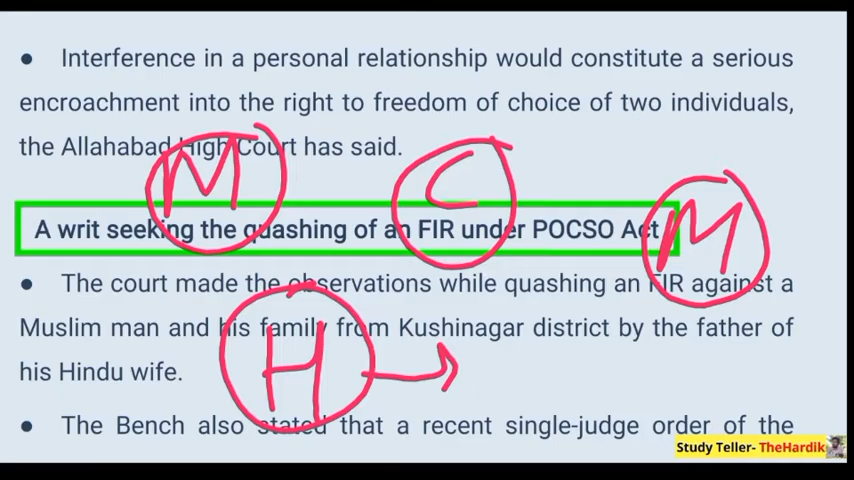 ● Interference in a personal relationship would constitute a serious
encroachment into the right to freedom of choice of two individuals,
the Allahabad High Court has said.
M
C
M
A writ seeking the quashing of an FIR under POCSO Act
● The court made the observations while quashing an FIR against a
Muslim man and his family from Kushinagar district by the father of
his Hindu wife.
H
● The Bench also stated that a recent single-judge order of the
Study Teller- TheHardik